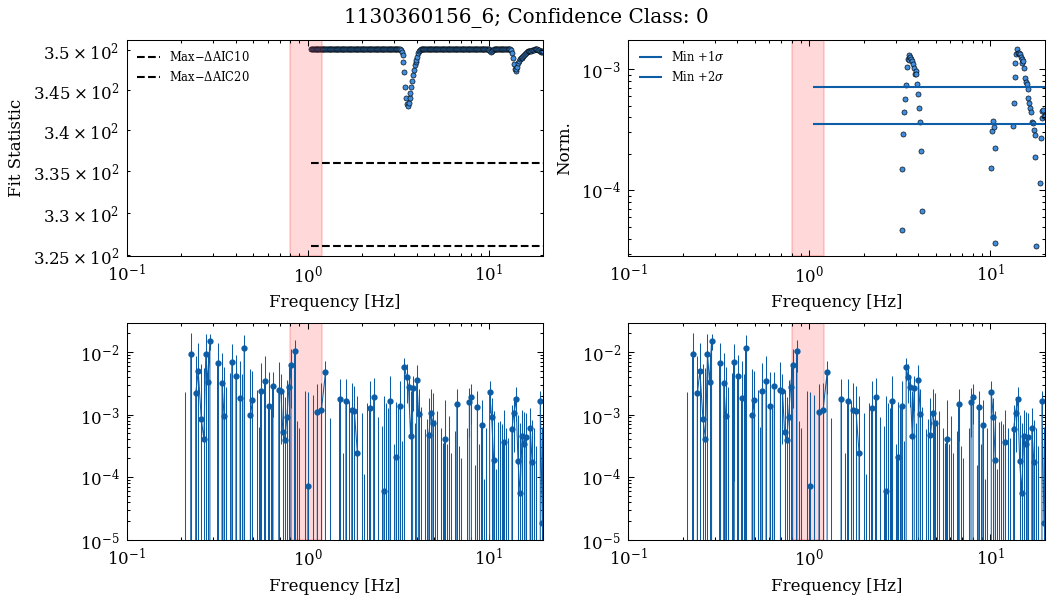 1130360156_6; Confidence Class: 0
Fit Statistic
3.5 × 10²
3.45 × 10²
3.4 × 10²
3.35 × 10²
3.3 × 10²
3.25 × 10²
Max−ΔAIC10
Max−ΔAIC20
10⁻¹ 10⁰ 10¹
Frequency [Hz]
Norm.
10⁻³
10⁻⁴
Min +1σ
Min +2σ
10⁻¹ 10⁰ 10¹
Frequency [Hz]
10⁻²
10⁻³
10⁻⁴
10⁻⁵
10⁻¹ 10⁰ 10¹
Frequency [Hz]
10⁻²
10⁻³
10⁻⁴
10⁻⁵
10⁻¹ 10⁰ 10¹
Frequency [Hz]